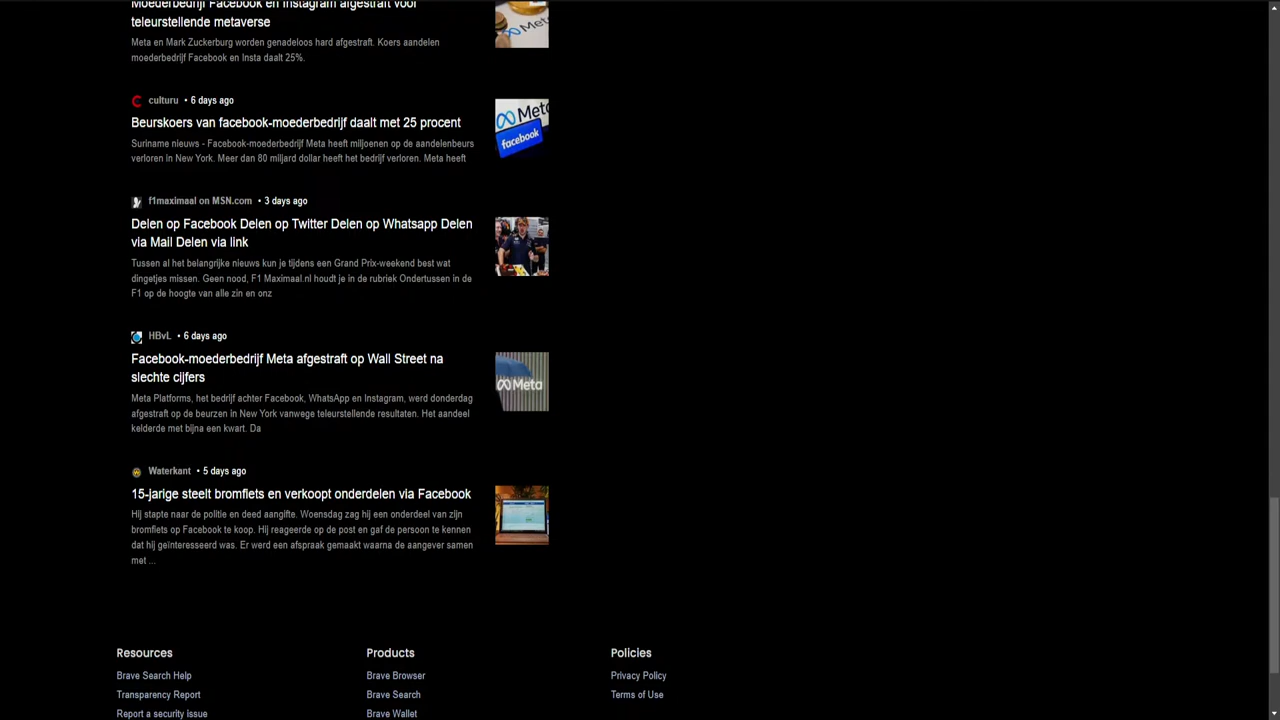 Moederbedrijf Facebook en Instagram afgestraft voor
teleurstellende metaverse
Meta en Mark Zuckerburg worden genadeloos hard afgestraft. Koers aandelen
moederbedrijf Facebook en Insta daalt 25%.
Meta
culturu • 6 days ago
Beurskoers van facebook-moederbedrijf daalt met 25 procent
Suriname nieuws - Facebook-moederbedrijf Meta heeft miljoenen op de aandelenbeurs
verloren in New York. Meer dan 80 miljard dollar heeft het bedrijf verloren. Meta heeft
Meta
facebook
f1maximaal on MSN.com • 3 days ago
Delen op Facebook Delen op Twitter Delen op Whatsapp Delen
via Mail Delen via link
Tussen al het belangrijke nieuws kun je tijdens een Grand Prix-weekend best wat
dingetjes missen. Geen nood, F1 Maximaal.nl houdt je in de rubriek Ondertussen in de
F1 op de hoogte van alle zin en onz
HBvL • 6 days ago
Facebook-moederbedrijf Meta afgestraft op Wall Street na
slechte cijfers
Meta Platforms, het bedrijf achter Facebook, WhatsApp en Instagram, werd donderdag
afgestraft op de beurzen in New York vanwege teleurstellende resultaten. Het aandeel
kelderde met bijna een kwart. Da
Meta
Waterkant • 5 days ago
15-jarige steelt bromfiets en verkoopt onderdelen via Facebook
Hij stapte naar de politie en deed aangifte. Woensdag zag hij een onderdeel van zijn
bromfiets op Facebook te koop. Hij reageerde op de post en gaf de persoon te kennen
dat hij geïnteresseerd was. Er werd een afspraak gemaakt waarna de aangever samen
met ...
Resources
Brave Search Help
Transparency Report
Report a security issue
Products
Brave Browser
Brave Search
Brave Wallet
Policies
Privacy Policy
Terms of Use